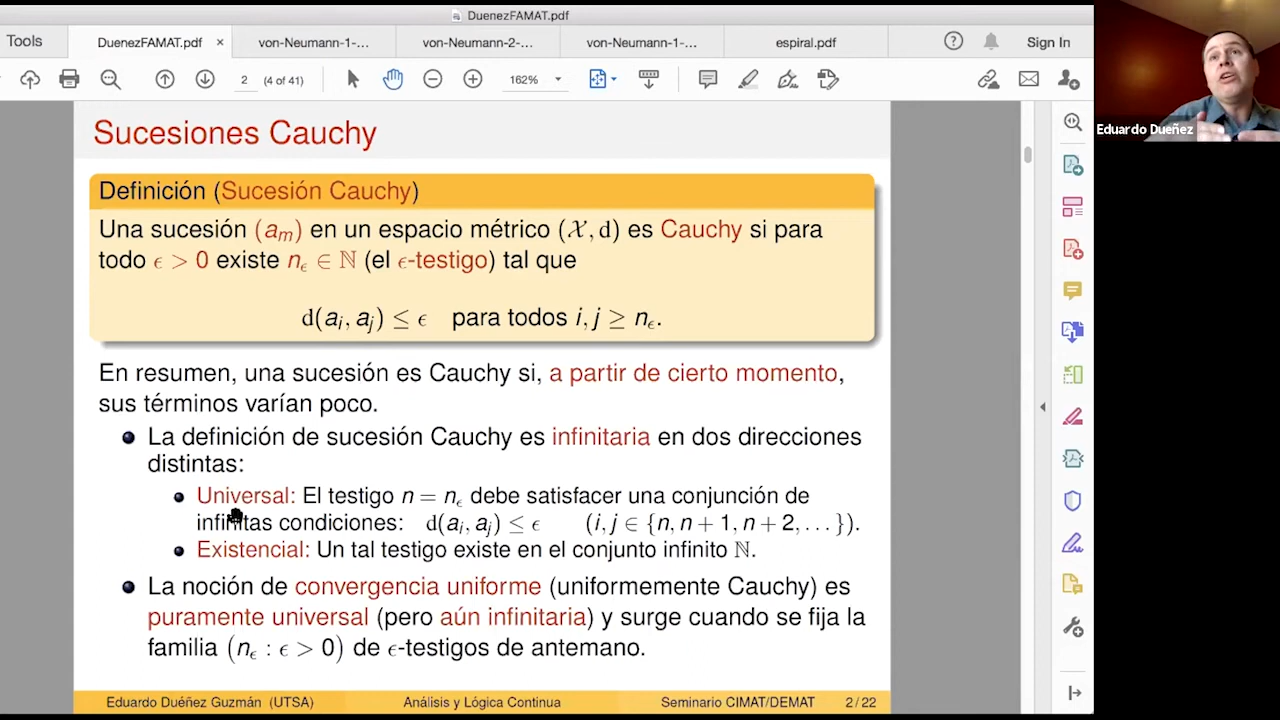 DuenezFAMAT.pdf
Tools
DuenezFAMAT.pdf ×
von-Neumann-1-...
von-Neumann-2-...
von-Neumann-1-...
espiral.pdf
Sign In
2 (4 of 41)
162%
Eduardo Dueñez
Sucesiones Cauchy
Definición (Sucesión Cauchy)
Una sucesión (aₘ) en un espacio métrico (𝒳, d) es Cauchy si para
todo ϵ > 0 existe n_ϵ ∈ ℕ (el ϵ-testigo) tal que
d(aᵢ, aⱼ) ≤ ϵ para todos i, j ≥ n_ϵ.
En resumen, una sucesión es Cauchy si, a partir de cierto momento,
sus términos varían poco.
La definición de sucesión Cauchy es infinitaria en dos direcciones
distintas:
Universal: El testigo n = n_ϵ debe satisfacer una conjunción de
infinitas condiciones: d(aᵢ, aⱼ) ≤ ϵ (i, j ∈ {n, n + 1, n + 2, . . . }).
Existencial: Un tal testigo existe en el conjunto infinito ℕ.
La noción de convergencia uniforme (uniformemente Cauchy) es
puramente universal (pero aún infinitaria) y surge cuando se fija la
familia (n_ϵ : ϵ > 0) de ϵ-testigos de antemano.
Eduardo Duéñez Guzmán (UTSA) Análisis y Lógica Continua Seminario CIMAT/DEMAT 2 / 22